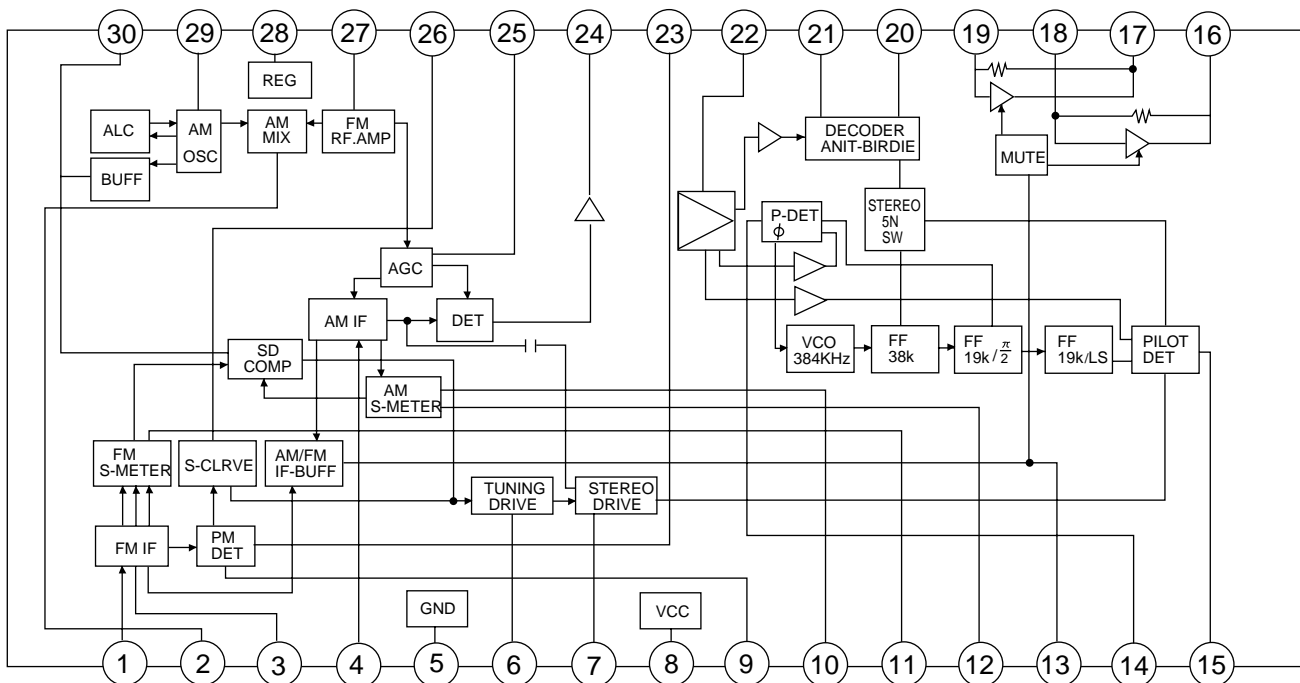 30 29 28 27 26 25 24 23 22 21 20 19 18 17 16
REG
ALC
AM
OSC
AM
MIX
FM
RF.AMP
BUFF
DECODER
ANIT-BIRDIE
MUTE
STEREO
5N
SW
P-DET
ϕ
AGC
AM IF
DET
SD
COMP
AM
S-METER
VCO
384KHz
FF
38k
FF
19k/π/2
FF
19k/LS
PILOT
DET
FM
S-METER
S-CLRVE
AM/FM
IF-BUFF
TUNING
DRIVE
STEREO
DRIVE
FM IF
PM
DET
GND
VCC
1 2 3 4 5 6 7 8 9 10 11 12 13 14 15